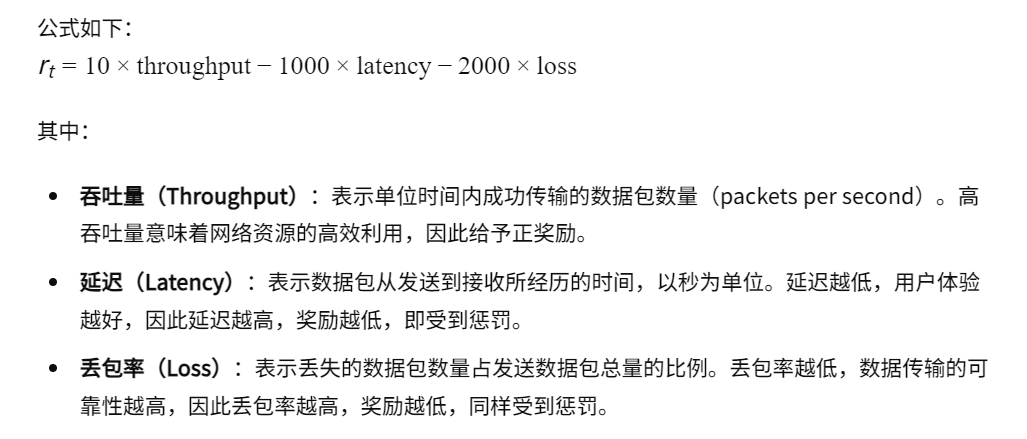 公式如下：
rt = 10 × throughput − 1000 × latency − 2000 × loss
其中：
• 吞吐量（Throughput）：表示单位时间内成功传输的数据包数量（packets per second）。高
吞吐量意味着网络资源的高效利用，因此给予正奖励。
• 延迟（Latency）：表示数据包从发送到接收所经历的时间，以秒为单位。延迟越低，用户体验
越好，因此延迟越高，奖励越低，即受到惩罚。
• 丢包率（Loss）：表示丢失的数据包数量占发送数据包总量的比例。丢包率越低，数据传输的可
靠性越高，因此丢包率越高，奖励越低，同样受到惩罚。